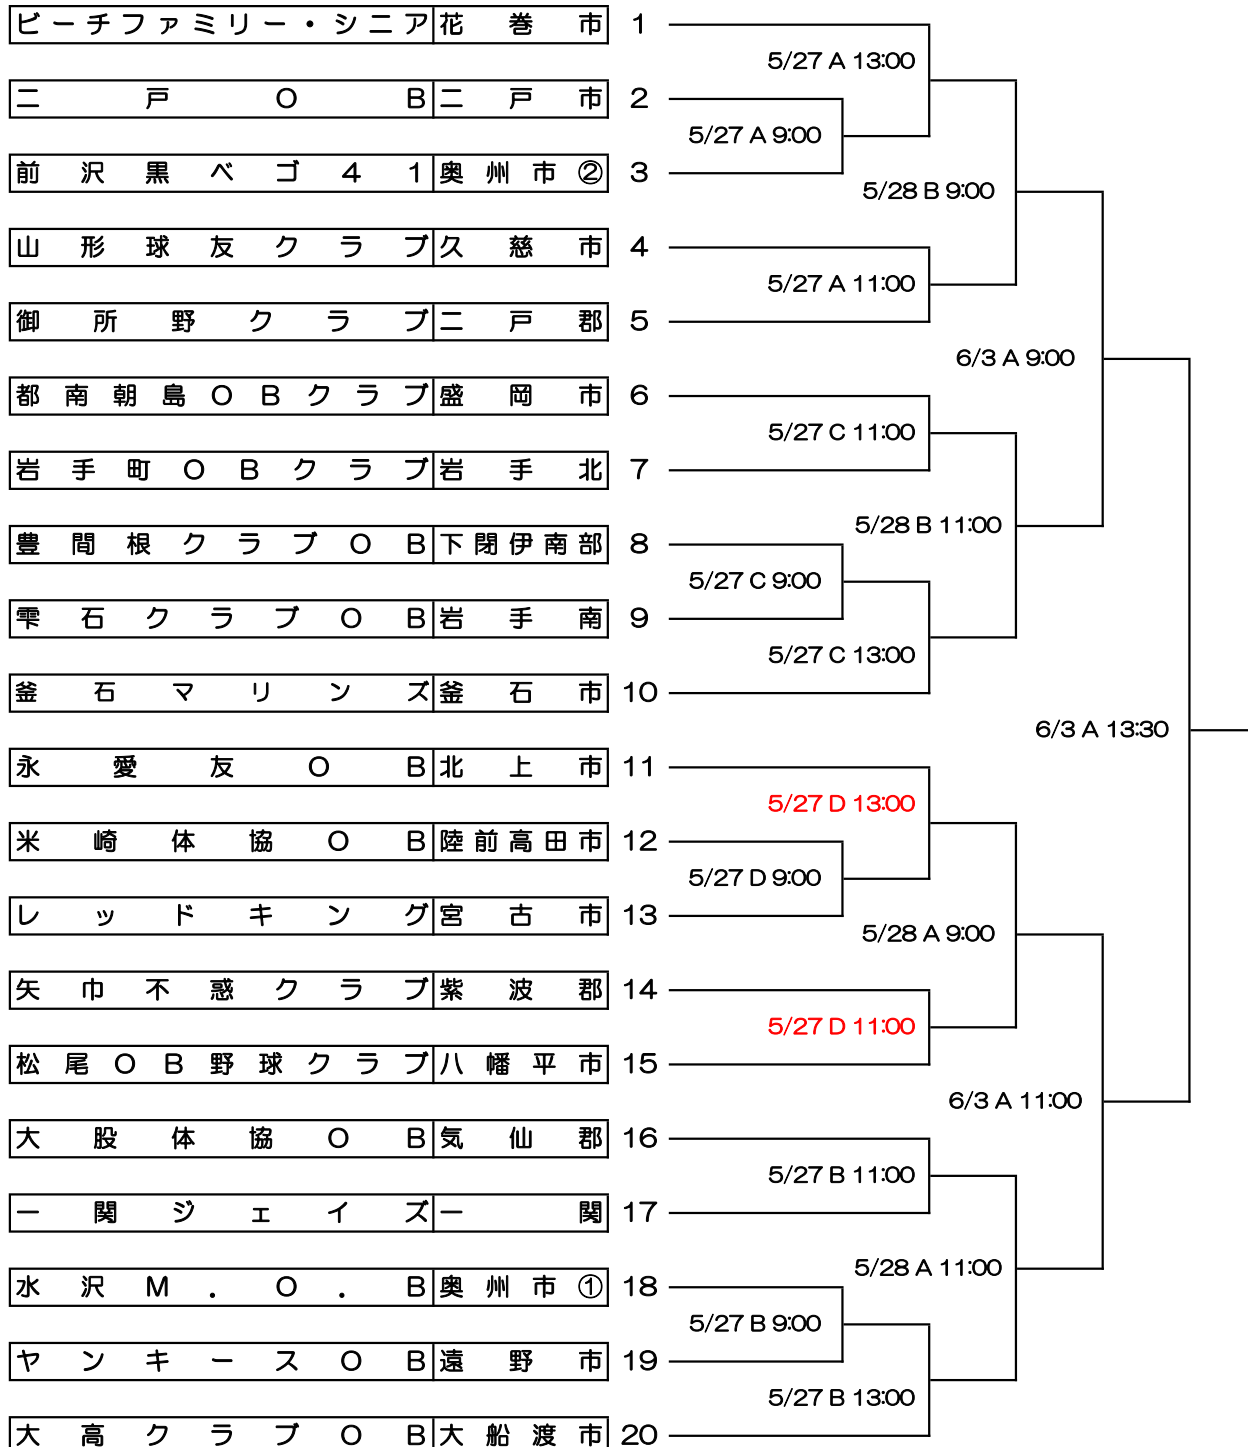 ビーチファミリー・シニア 花巻市 1
5/27 A 13:00
二戸OB 二戸市 2
5/27 A 9:00
前沢黒べゴ41 奥州市② 3
5/28 B 9:00
山形球友クラブ 久慈市 4
5/27 A 11:00
御所野クラブ 二戸郡 5
6/3 A 9:00
都南朝島OBクラブ 盛岡市 6
5/27 C 11:00
岩手町OBクラブ 岩手北 7
5/28 B 11:00
豊間根クラブOB 下閉伊南部 8
5/27 C 9:00
雫石クラブOB 岩手南 9
5/27 C 13:00
釜石マリンズ 釜石市 10
6/3 A 13:30
永愛友OB 北上市 11
5/27 D 13:00
米崎体協OB 陸前高田市 12
5/27 D 9:00
レッドキング 宮古市 13
5/28 A 9:00
矢巾不惑クラブ 紫波郡 14
5/27 D 11:00
松尾OB野球クラブ 八幡平市 15
6/3 A 11:00
大股体協OB 気仙郡 16
5/27 B 11:00
一関ジェイズ 一関 17
5/28 A 11:00
水沢M.O.B 奥州市① 18
5/27 B 9:00
ヤンキースOB 遠野市 19
5/27 B 13:00
大高クラブOB 大船渡市 20